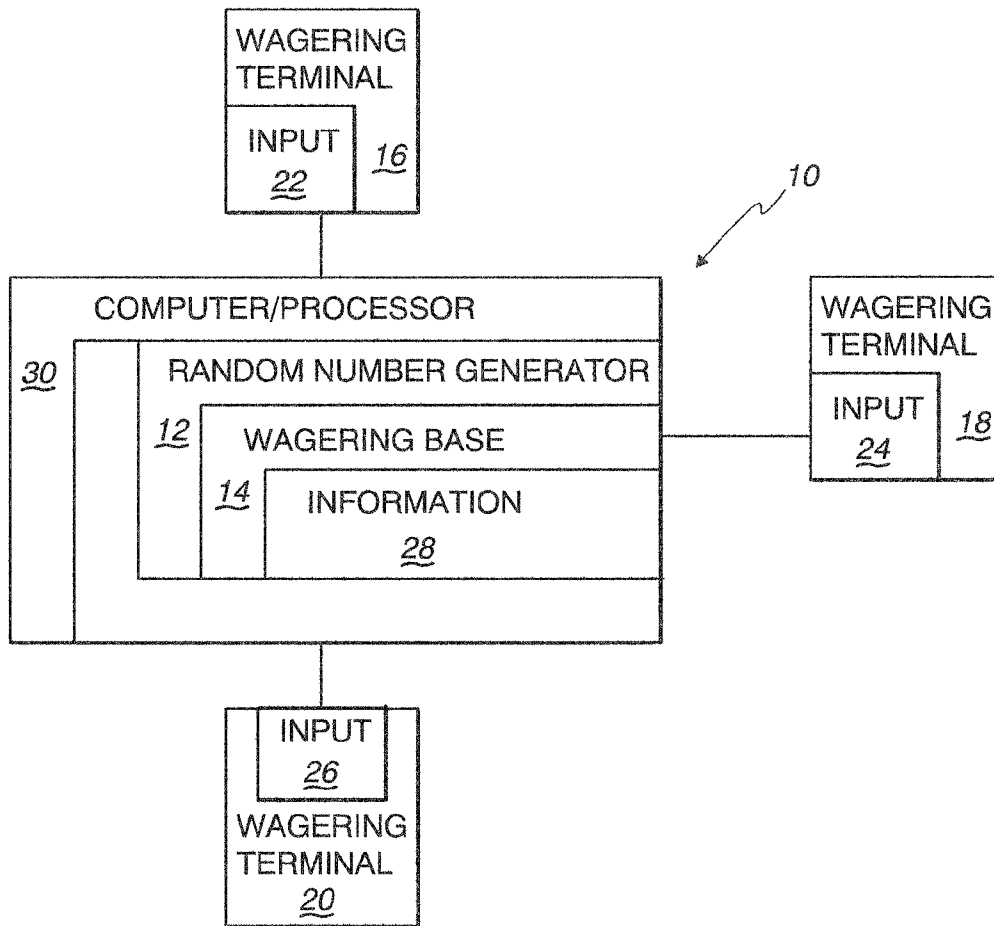 WAGERING
TERMINAL
INPUT
22
16
10
COMPUTER/PROCESSOR
30
RANDOM NUMBER GENERATOR
12
WAGERING BASE
14
INFORMATION
28
WAGERING
TERMINAL
INPUT
24
18
INPUT
26
WAGERING
TERMINAL
20